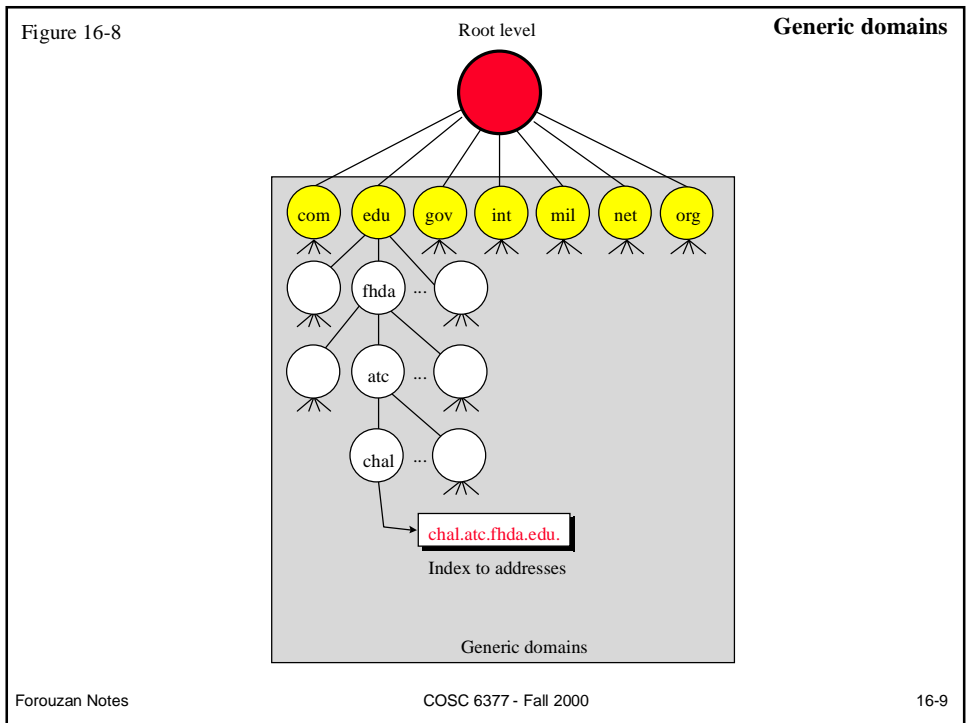 Figure 16-8 Root level Generic domains
com edu gov int mil net org
fhda ...
atc ...
chal ...
chal.atc.fhda.edu.
Index to addresses
Generic domains
Forouzan Notes COSC 6377 - Fall 2000 16-9